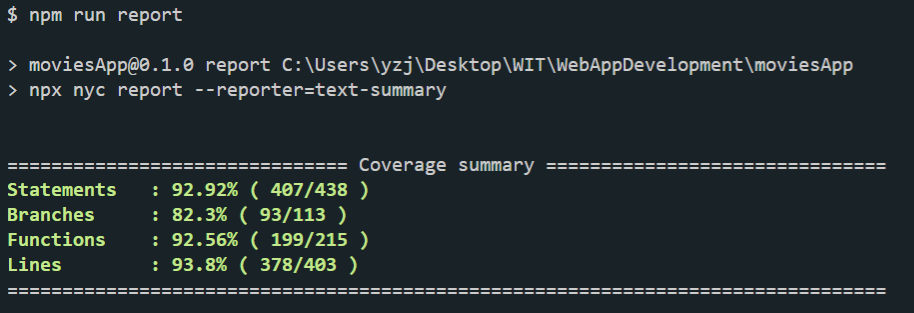 $ npm run report
> moviesApp@0.1.0 report C:\Users\yzj\Desktop\WIT\WebAppDevelopment\moviesApp
> npx nyc report --reporter=text-summary
=============================== Coverage summary ===============================
Statements   : 92.92% ( 407/438 )
Branches     : 82.3% ( 93/113 )
Functions    : 92.56% ( 199/215 )
Lines        : 93.8% ( 378/403 )
================================================================================